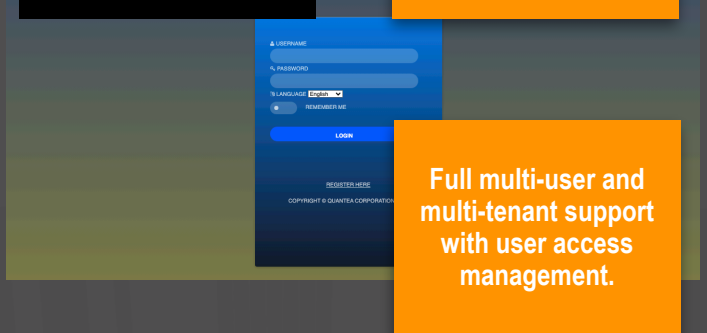 USERNAME
PASSWORD
LANGUAGE English
REMEMBER ME
LOGIN
REGISTER HERE
COPYRIGHT © QUANTEA CORPORATION
Full multi-user and
multi-tenant support
with user access
management.